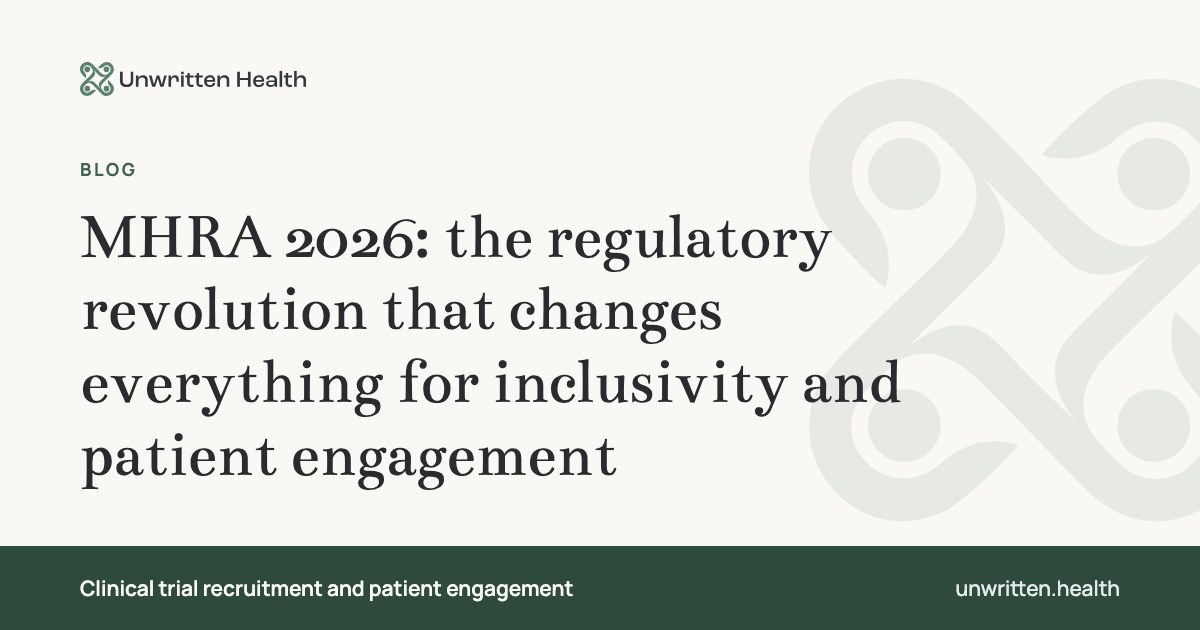 Unwritten Health
BLOG
MHRA 2026: the regulatory
revolution that changes
everything for inclusivity and
patient engagement
Clinical trial recruitment and patient engagement
unwritten.health